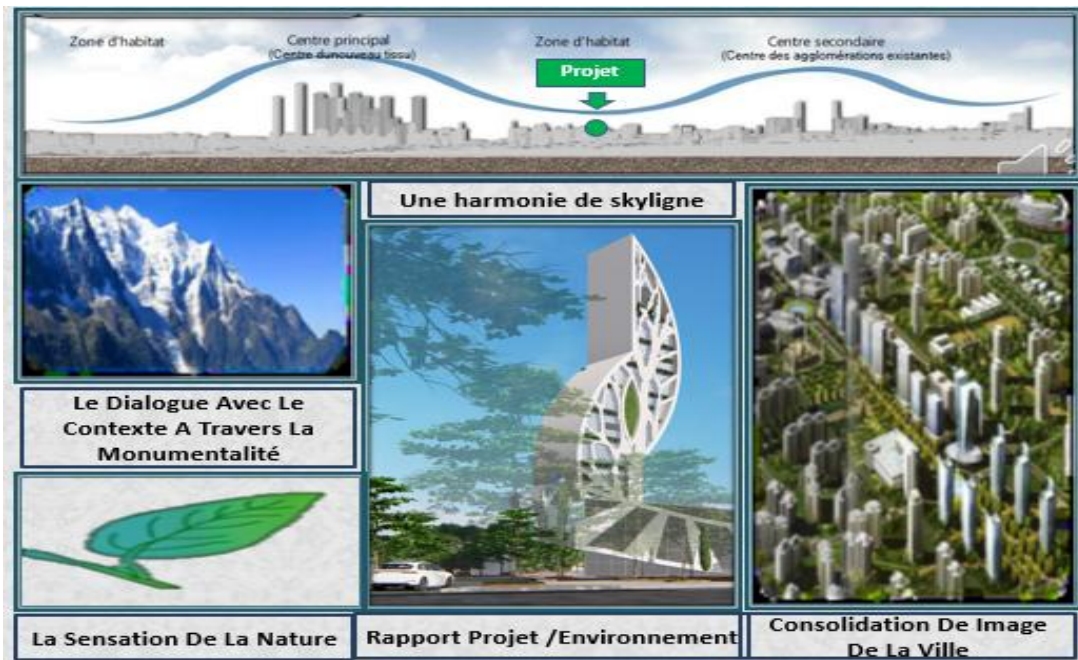 Zone d'habitat
Centre principal
(Centre dunouveau tissu)
Zone d'habitat
Centre secondaire
(Centre des agglomérations existantes)
Projet
Une harmonie de skyligne
Le Dialogue Avec Le
Contexte A Travers La
Monumentalité
La Sensation De La Nature
Rapport Projet /Environnement
Consolidation De Image
De La Ville